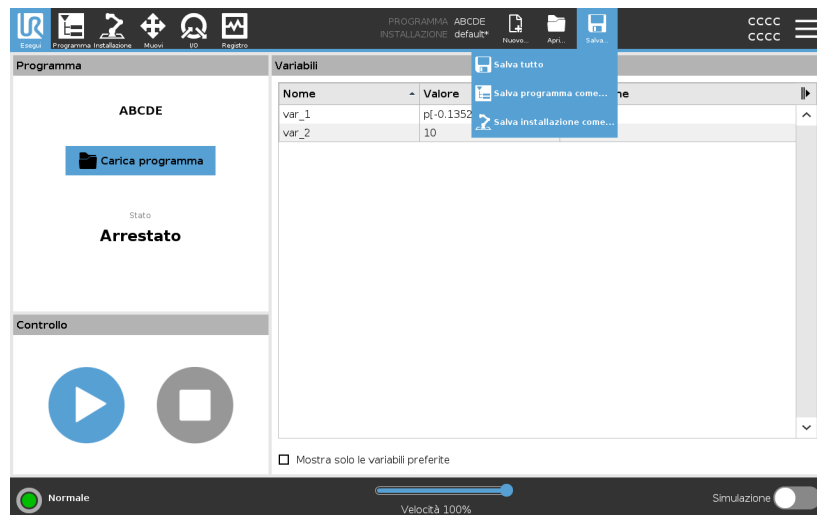 PROGRAMMA ABCDE
INSTALLAZIONE default*
cccc
cccc
Esegui Programma Installazione Muovi I/O Registro Nuovo... Apri... Salva...
Programma
Variabili
Salva tutto
Salva programma come...
Salva installazione come...
Nome Valore ne
var_1 p[-0.1352
var_2 10
ABCDE
Carica programma
Stato
Arrestato
Controllo
Mostra solo le variabili preferite
Normale
Velocità 100%
Simulazione